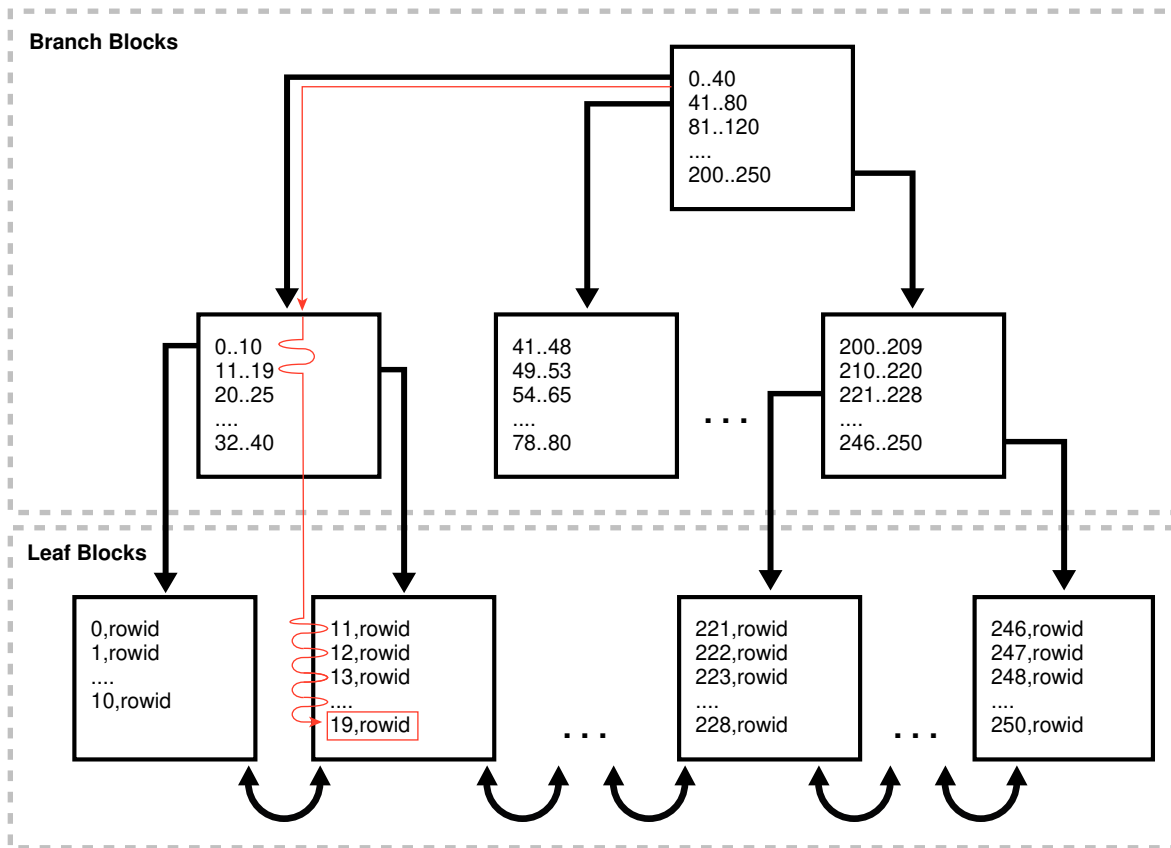 Branch Blocks
0..40
41..80
81..120
....
200..250
0..10
11..19
20..25
....
32..40
41..48
49..53
54..65
....
78..80
...
200..209
210..220
221..228
....
246..250
Leaf Blocks
0,rowid
1,rowid
....
10,rowid
11,rowid
12,rowid
13,rowid
....
19,rowid
...
221,rowid
222,rowid
223,rowid
....
228,rowid
...
246,rowid
247,rowid
248,rowid
....
250,rowid